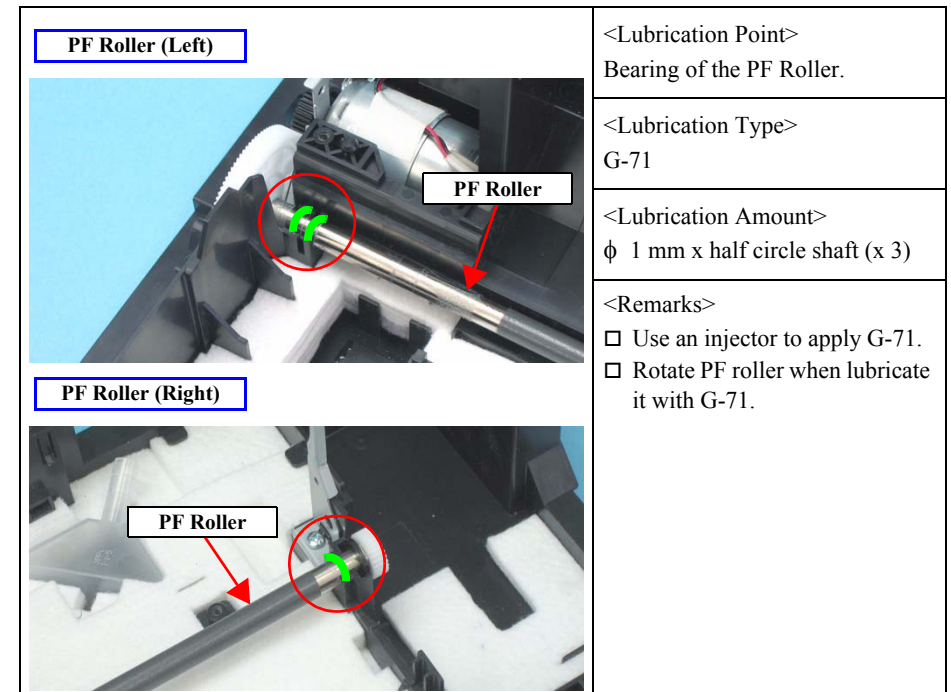 PF Roller (Left)
PF Roller
PF Roller (Right)
PF Roller
<Lubrication Point>
Bearing of the PF Roller.
<Lubrication Type>
G-71
<Lubrication Amount>
ϕ 1 mm x half circle shaft (x 3)
<Remarks>
□ Use an injector to apply G-71.
□ Rotate PF roller when lubricate
it with G-71.